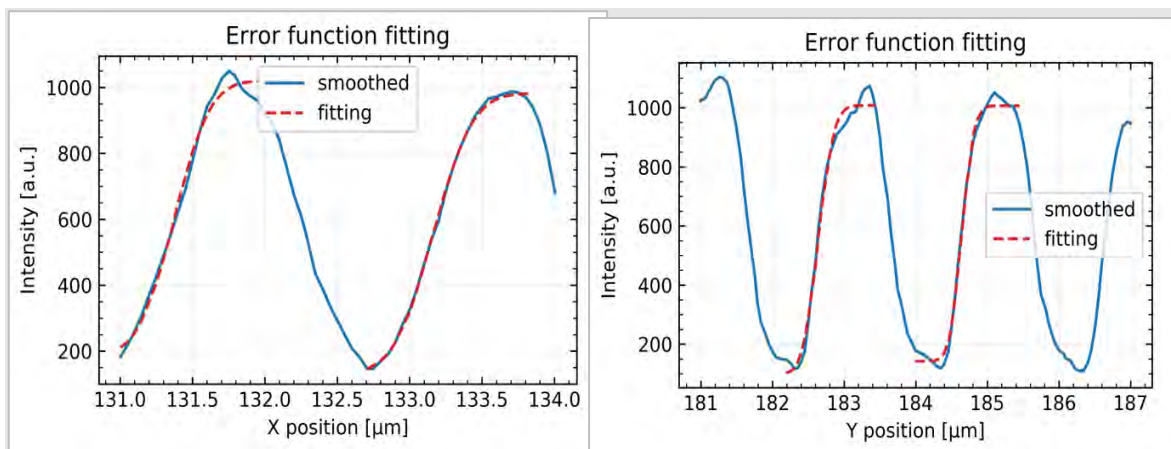 Error function fitting
Intensity [a.u.]
1000
800
600
400
200
smoothed
fitting
131.0 131.5 132.0 132.5 133.0 133.5 134.0
X position [µm]
Error function fitting
Intensity [a.u.]
1000
800
600
400
200
smoothed
fitting
181 182 183 184 185 186 187
Y position [µm]